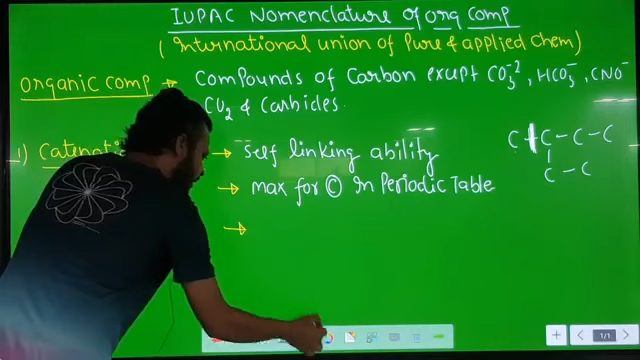 IUPAC Nomenclature of org comp
(International union of Pure & applied Chem)
organic comp → Compounds of Carbon except CO₃⁻², HCO₃⁻, CNO⁻
CO₂ & Carbides.
1) Catenati
→ Self linking ability
→ max for Ⓒ In Periodic Table
→
C - C - C - C
C - C
1/1